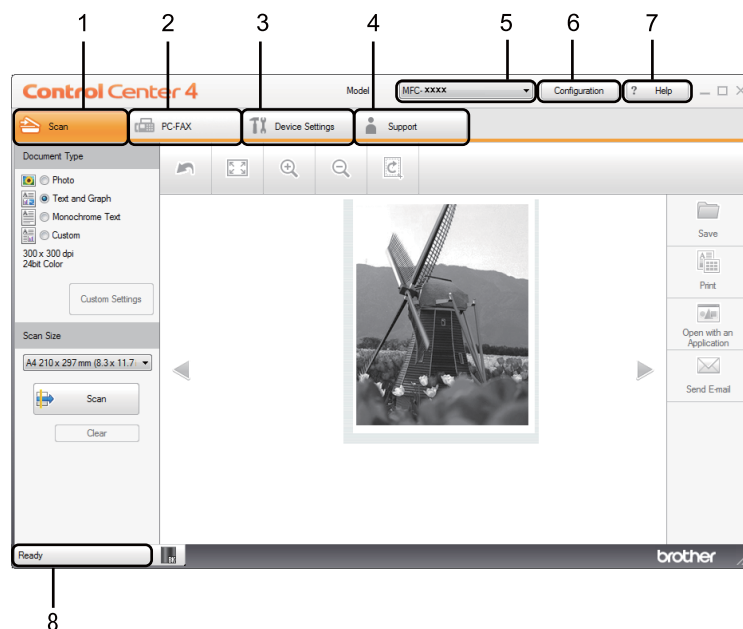 1 2 3 4 5 6 7
Control Center 4 Model MFC-xxxx Configuration ? Help
Scan PC-FAX Device Settings Support
Document Type
Photo
Text and Graph
Monochrome Text
Custom
300 x 300 dpi
24bit Color
Custom Settings
Scan Size
A4 210 x 297 mm (8.3 x 11.7
Scan
Clear
Save
Print
Open with an
Application
Send E-mail
Ready brother
8